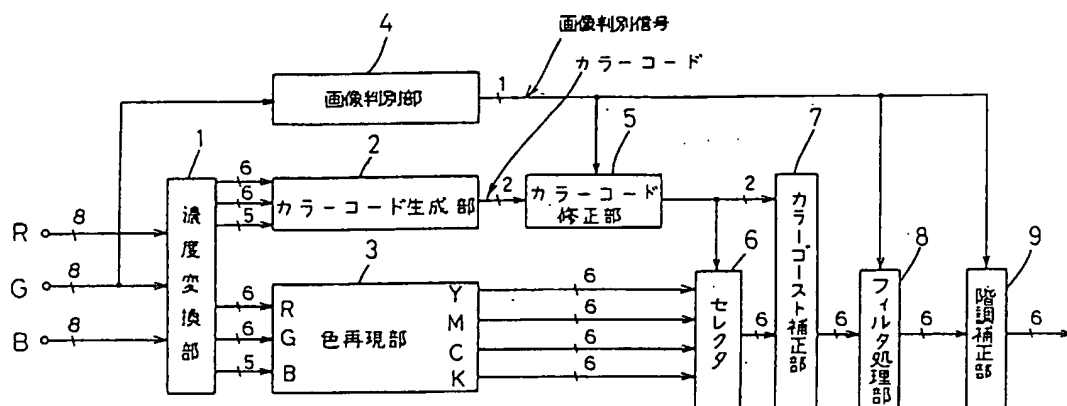 4
画像判別信号
カラーコード
画像判別部
1
5
7
1
2
6
6
5
カラーコード生成部
2
カラーコード
修正部
2
カラーゴースト補正部
濃度変換部
R
8
G
8
B
8
3
6
R
6
G
5
B
色再現部
Y
6
M
6
C
6
K
6
6
セレクタ
6
6
8
フィルタ処理部
6
9
階調補正部
6